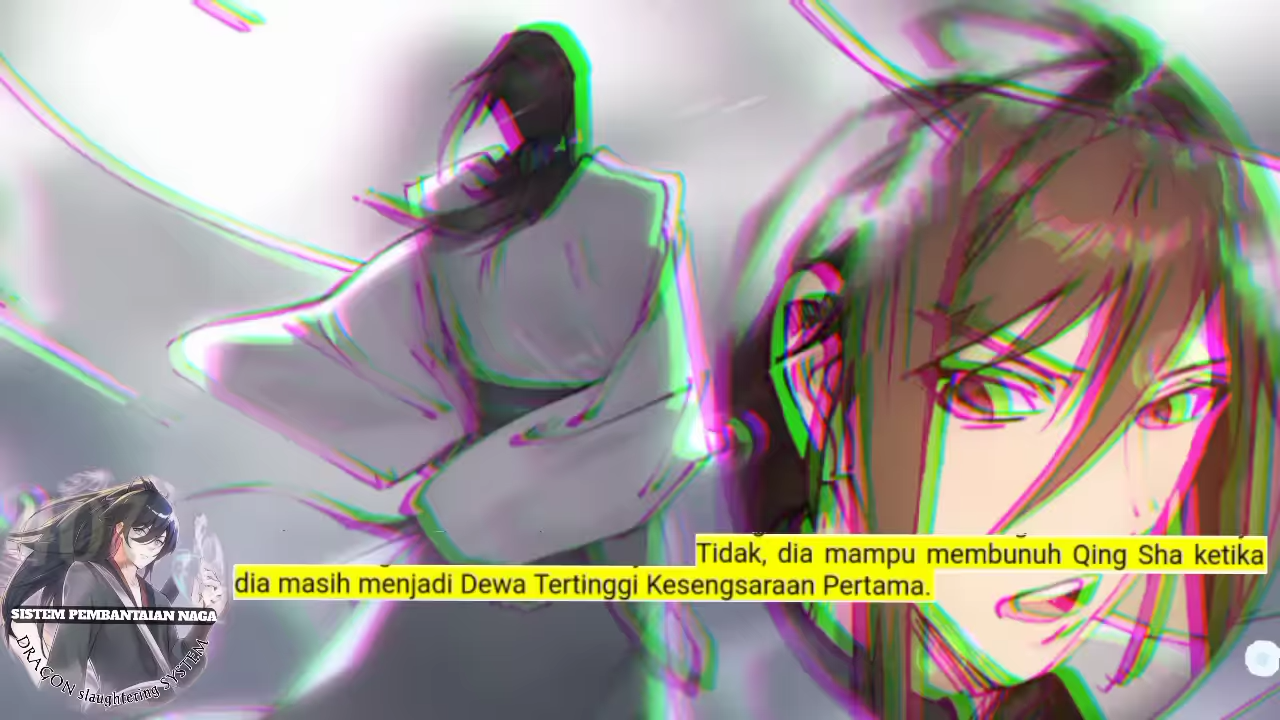 Tidak, dia mampu membunuh Qing Sha ketika
dia masih menjadi Dewa Tertinggi Kesengsaraan Pertama.
SISTEM PEMBANTAIAN NAGA
DRAGON slaughtering SYSTEM